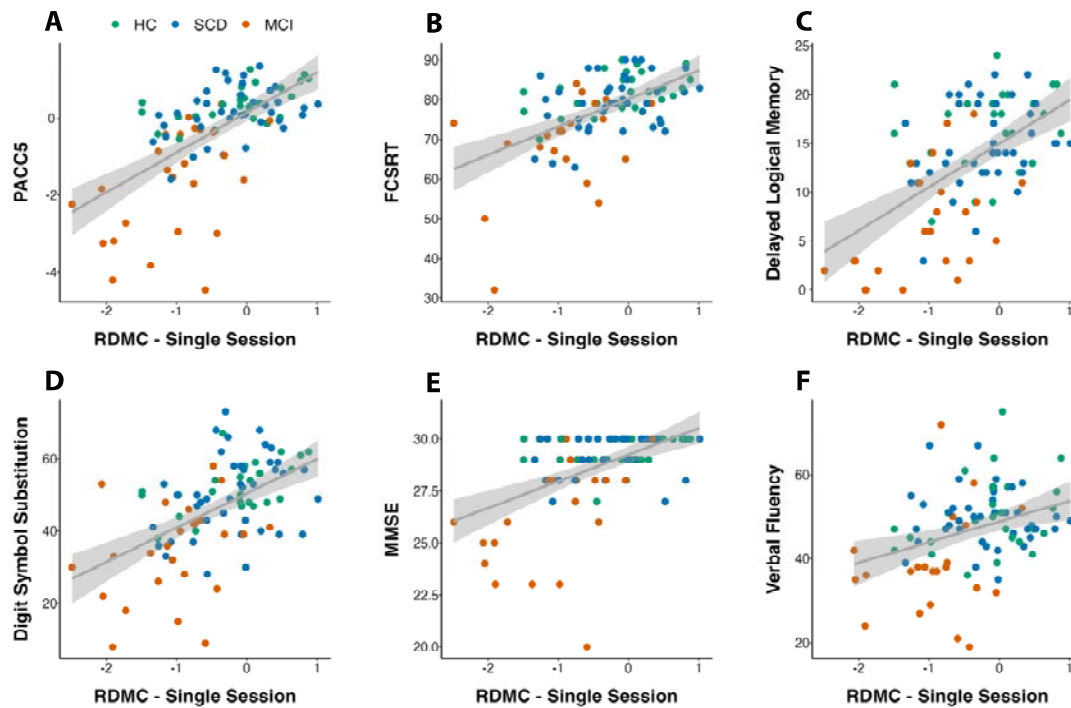 A
HC SCD MCI
PACC5
0
-2
-4
-2 -1 0 1
RDMC - Single Session
B
FCSRT
90
80
70
60
50
40
30
-2 -1 0 1
RDMC - Single Session
C
Delayed Logical Memory
25
20
15
10
5
0
-2 -1 0 1
RDMC - Single Session
D
Digit Symbol Substitution
60
40
20
-2 -1 0 1
RDMC - Single Session
E
MMSE
30.0
27.5
25.0
22.5
20.0
-2 -1 0 1
RDMC - Single Session
F
Verbal Fluency
60
40
20
-2 -1 0 1
RDMC - Single Session